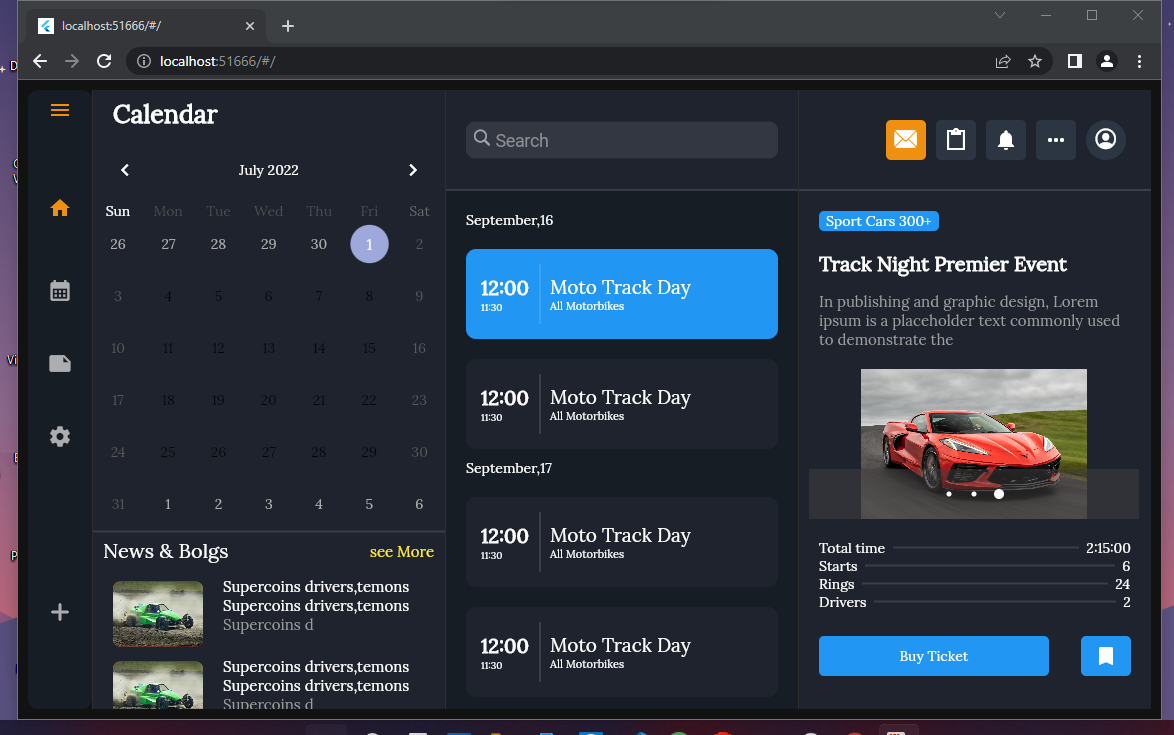 localhost:51666/#/
localhost:51666/#/
Calendar
July 2022
Sun Mon Tue Wed Thu Fri Sat
26 27 28 29 30 1 2
3 4 5 6 7 8 9
10 11 12 13 14 15 16
17 18 19 20 21 22 23
24 25 26 27 28 29 30
31 1 2 3 4 5 6
News & Bolgs see More
Supercoins drivers,temons
Supercoins drivers,temons
Supercoins d
Supercoins drivers,temons
Supercoins drivers,temons
Supercoins d
Search
September,16
12:00 Moto Track Day
11:30 All Motorbikes
12:00 Moto Track Day
11:30 All Motorbikes
September,17
12:00 Moto Track Day
11:30 All Motorbikes
12:00 Moto Track Day
11:30 All Motorbikes
Sport Cars 300+
Track Night Premier Event
In publishing and graphic design, Lorem
ipsum is a placeholder text commonly used
to demonstrate the
Total time 2:15:00
Starts 6
Rings 24
Drivers 2
Buy Ticket